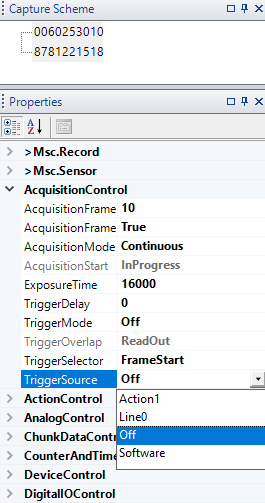 Capture Scheme
0060253010
8781221518
Properties
>Msc.Record
>Msc.Sensor
AcquisitionControl
AcquisitionFrame 10
AcquisitionFrame True
AcquisitionMode Continuous
AcquisitionStart InProgress
ExposureTime 16000
TriggerDelay 0
TriggerMode Off
TriggerOverlap ReadOut
TriggerSelector FrameStart
TriggerSource Off
ActionControl Action1
AnalogControl Line0
ChunkDataContr Off
CounterAndTime Software
DeviceControl
DigitalIOControl